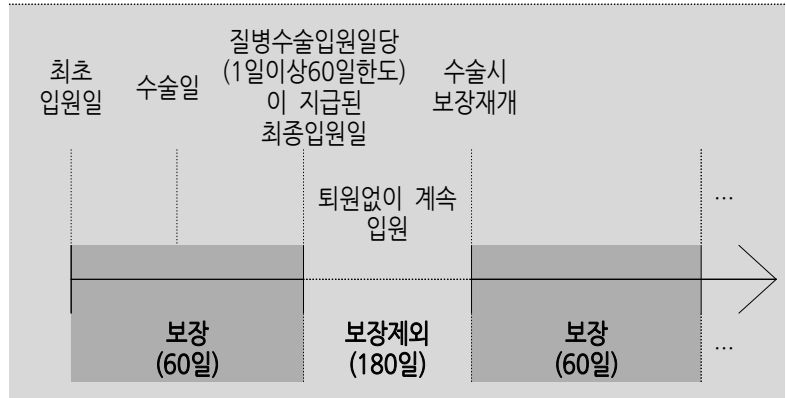 최초
입원일
수술일
질병수술입원일당
(1일이상60일한도)
이 지급된
최종입원일
수술시
보장재개
퇴원없이 계속
입원
…
보장
(60일)
보장제외
(180일)
보장
(60일)
…